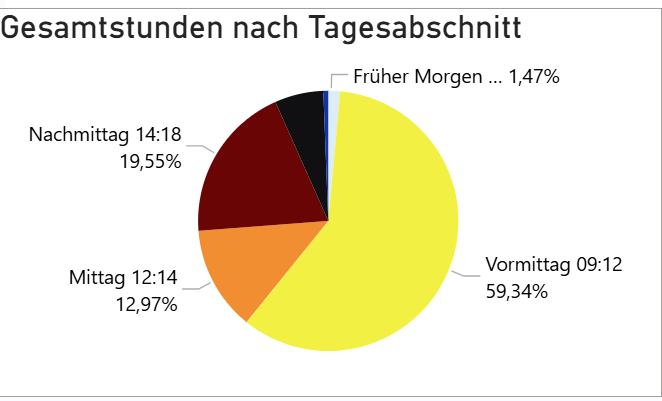 Gesamtstunden nach Tagesabschnitt
Früher Morgen ... 1,47%
Nachmittag 14:18
19,55%
Mittag 12:14
12,97%
Vormittag 09:12
59,34%